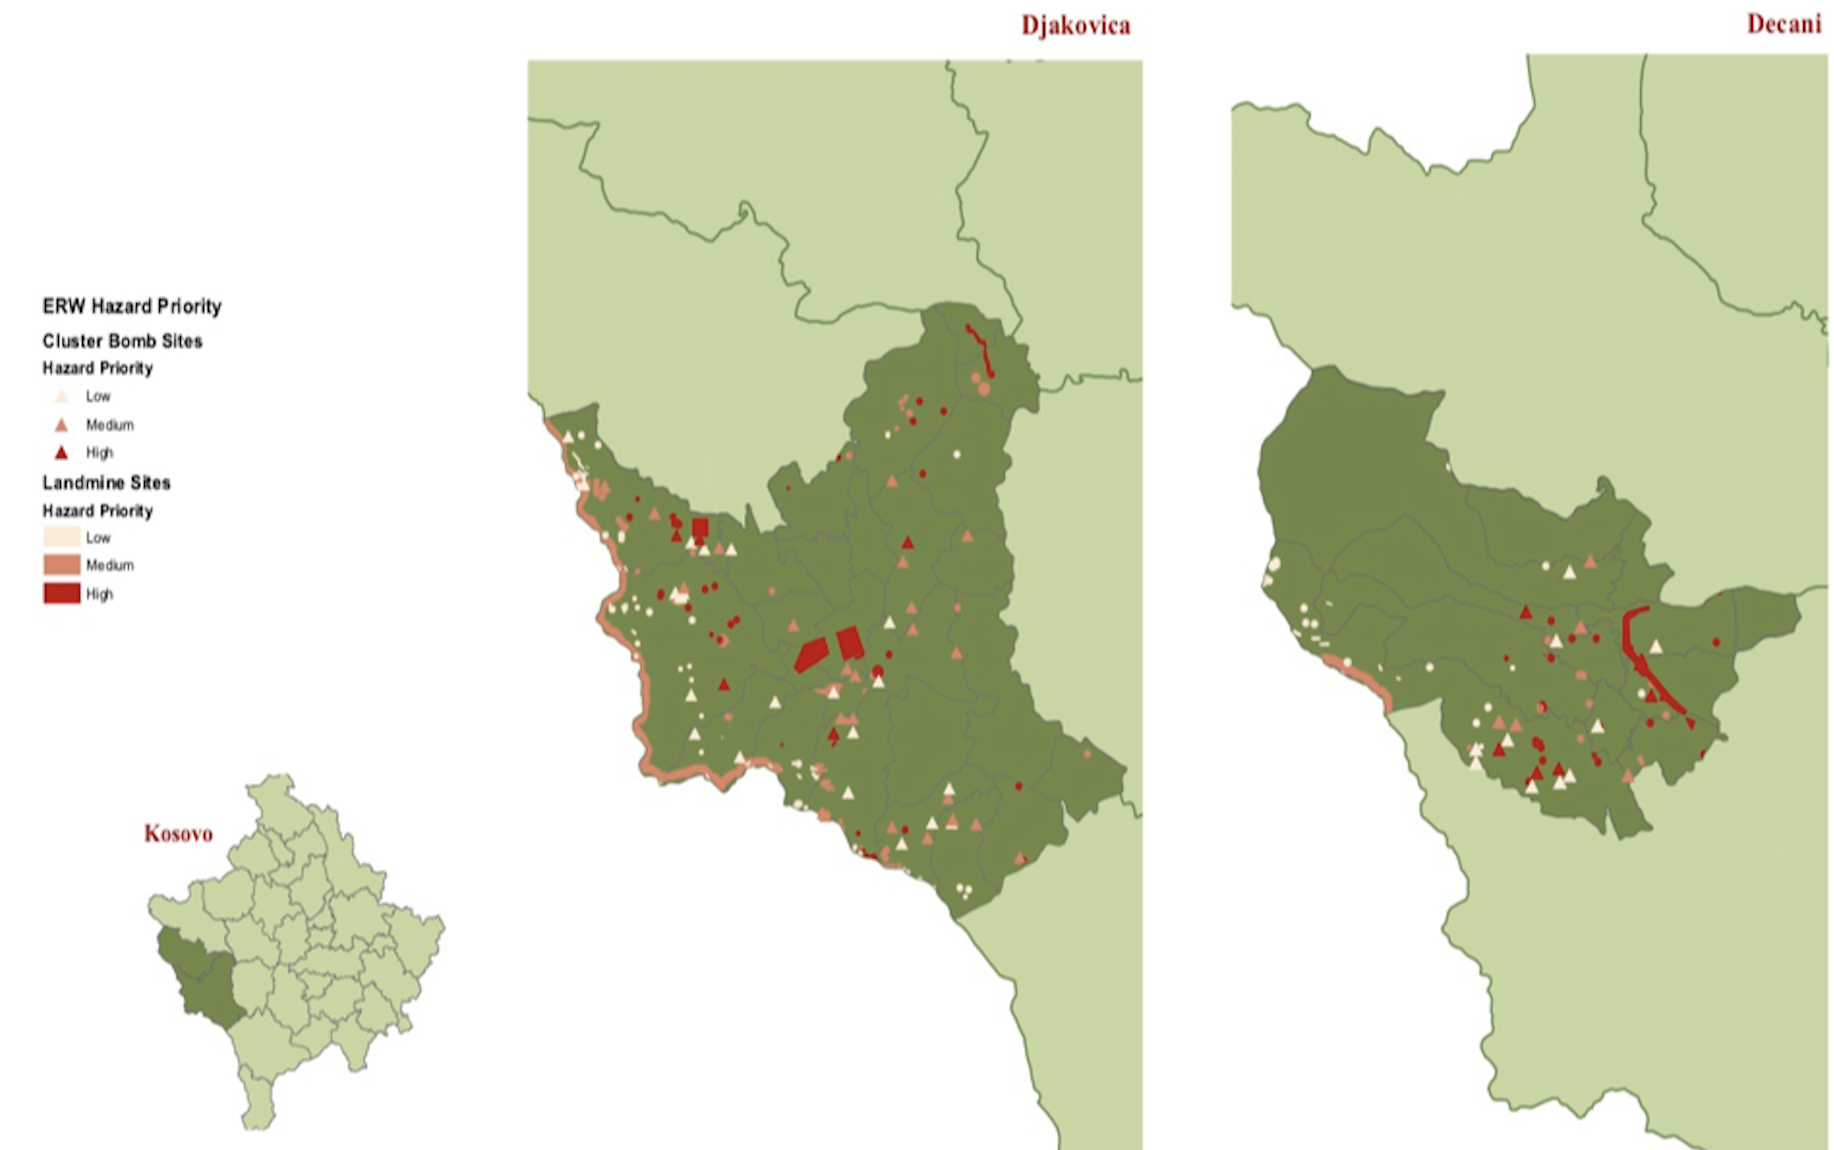 Djakovica
Decani
ERW Hazard Priority
Cluster Bomb Sites
Hazard Priority
Low
Medium
High
Landmine Sites
Hazard Priority
Low
Medium
High
Kosovo